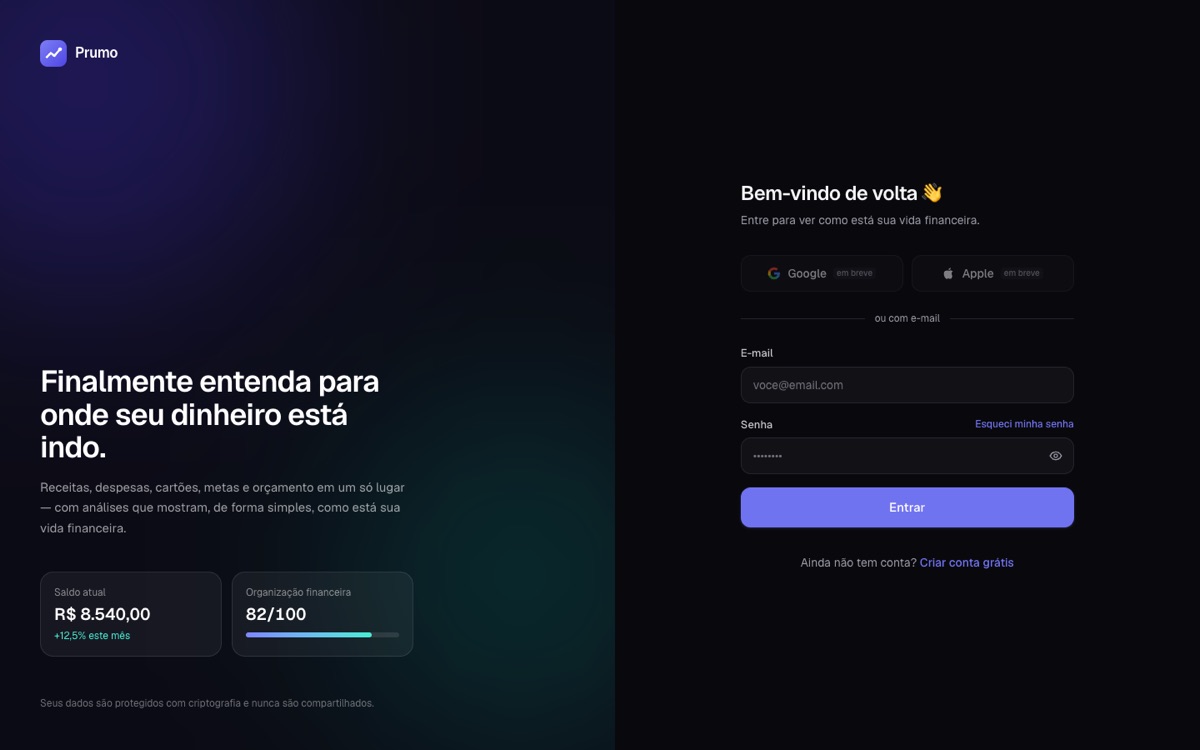 Prumo
Finalmente entenda para
onde seu dinheiro está
indo.
Receitas, despesas, cartões, metas e orçamento em um só lugar
— com análises que mostram, de forma simples, como está sua
vida financeira.
Saldo atual
R$ 8.540,00
+12,5% este mês
Organização financeira
82/100
Seus dados são protegidos com criptografia e nunca são compartilhados.
Bem-vindo de volta 👋
Entre para ver como está sua vida financeira.
Google em breve
Apple em breve
ou com e-mail
E-mail
voce@email.com
Senha Esqueci minha senha
••••••••
Entrar
Ainda não tem conta? Criar conta grátis